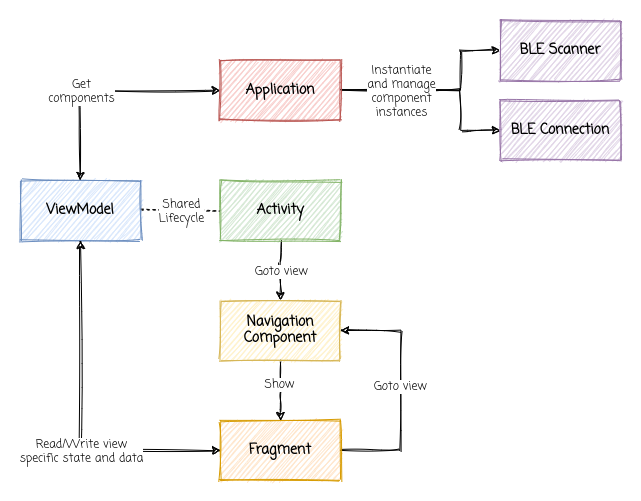 BLE Scanner
Get
components
Application
Instantiate
and manage
component
instances
BLE Connection
ViewModel
Shared
Lifecycle
Activity
Goto view
Navigation
Component
Show
Goto view
Read/Write view
specific state and data
Fragment